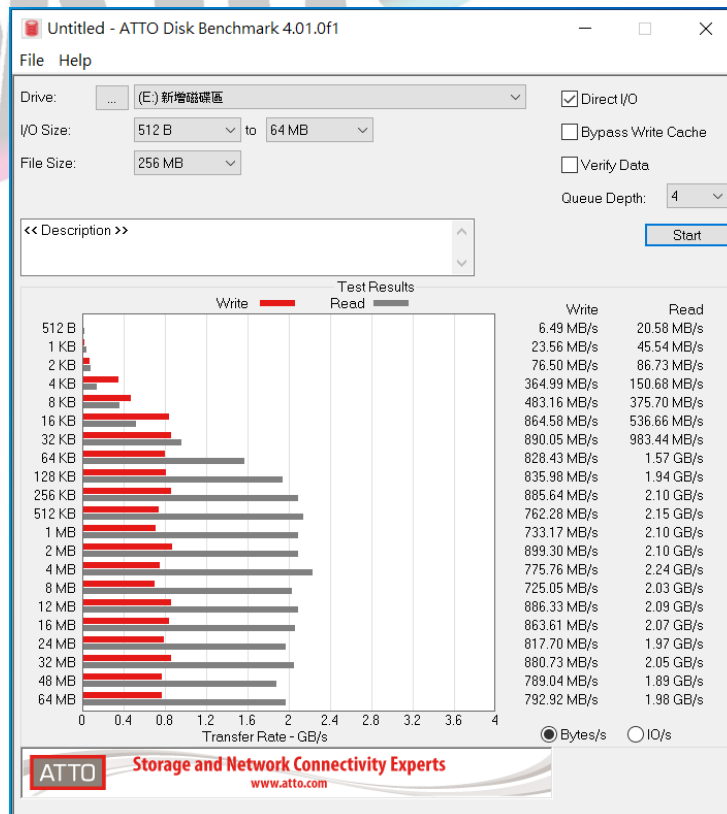 Untitled - ATTO Disk Benchmark 4.01.0f1
File Help
Drive: ... (E:) 新增磁碟區
Direct I/O
I/O Size: 512 B to 64 MB
Bypass Write Cache
File Size: 256 MB
Verify Data
Queue Depth: 4
<< Description >>
Start
Test Results
Write Read
Write Read
512 B 6.49 MB/s 20.58 MB/s
1 KB 23.56 MB/s 45.54 MB/s
2 KB 76.50 MB/s 86.73 MB/s
4 KB 364.99 MB/s 150.68 MB/s
8 KB 483.16 MB/s 375.70 MB/s
16 KB 864.58 MB/s 536.66 MB/s
32 KB 890.05 MB/s 983.44 MB/s
64 KB 828.43 MB/s 1.57 GB/s
128 KB 835.98 MB/s 1.94 GB/s
256 KB 885.64 MB/s 2.10 GB/s
512 KB 762.28 MB/s 2.15 GB/s
1 MB 733.17 MB/s 2.10 GB/s
2 MB 899.30 MB/s 2.10 GB/s
4 MB 775.76 MB/s 2.24 GB/s
8 MB 725.05 MB/s 2.03 GB/s
12 MB 886.33 MB/s 2.09 GB/s
16 MB 863.61 MB/s 2.07 GB/s
24 MB 817.70 MB/s 1.97 GB/s
32 MB 880.73 MB/s 2.05 GB/s
48 MB 789.04 MB/s 1.89 GB/s
64 MB 792.92 MB/s 1.98 GB/s
0 0.4 0.8 1.2 1.6 2 2.4 2.8 3.2 3.6 4
Transfer Rate - GB/s
Bytes/s IO/s
ATTO Storage and Network Connectivity Experts
www.atto.com